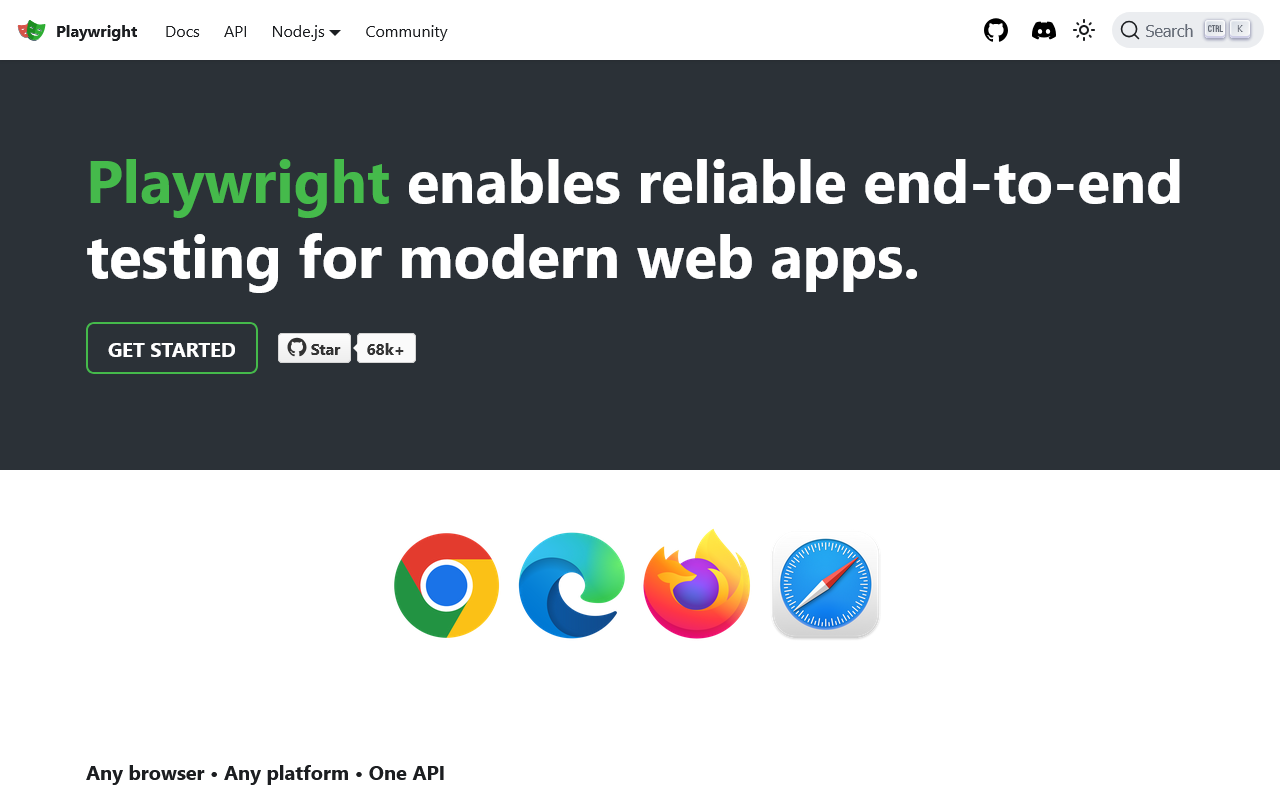 Playwright Docs API Node.js Community Search CTRL K
Playwright enables reliable end-to-end
testing for modern web apps.
GET STARTED Star 68k+
Any browser • Any platform • One API